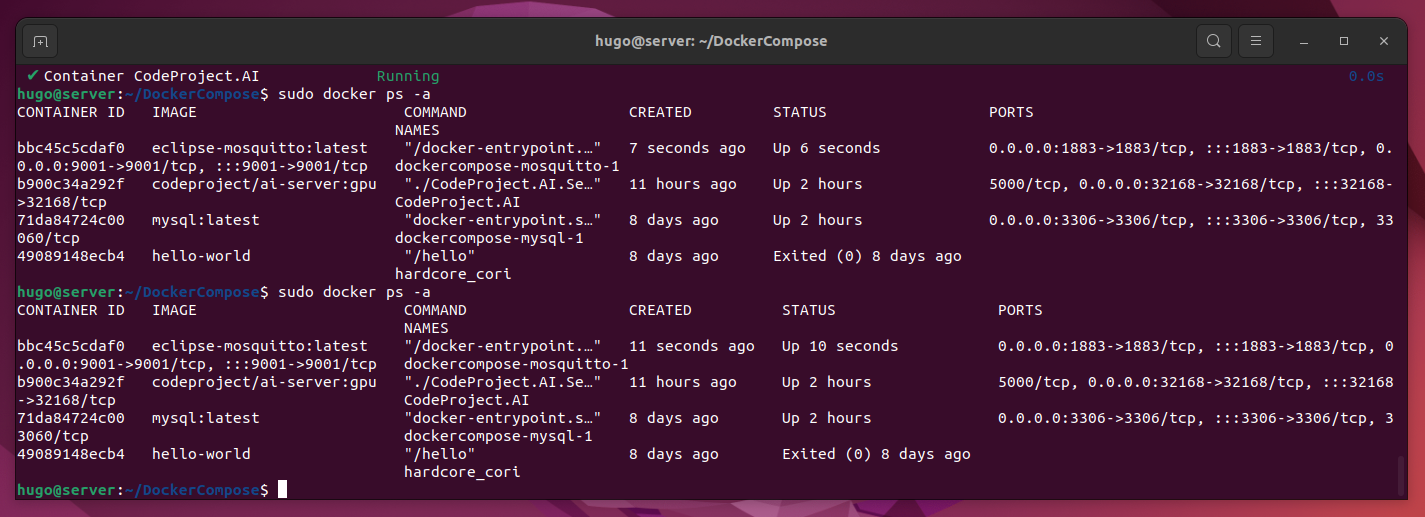 hugo@server: ~/DockerCompose
✔ Container CodeProject.AI Running 0.0s
hugo@server:~/DockerCompose$ sudo docker ps -a
CONTAINER ID IMAGE COMMAND CREATED STATUS PORTS
NAMES
bbc45c5cdaf0 eclipse-mosquitto:latest "/docker-entrypoint.…" 7 seconds ago Up 6 seconds 0.0.0.0:1883->1883/tcp, :::1883->1883/tcp, 0.
0.0.0:9001->9001/tcp, :::9001->9001/tcp dockercompose-mosquitto-1
b900c34a292f codeproject/ai-server:gpu "./CodeProject.AI.Se…" 11 hours ago Up 2 hours 5000/tcp, 0.0.0.0:32168->32168/tcp, :::32168-
>32168/tcp CodeProject.AI
71da84724c00 mysql:latest "docker-entrypoint.s…" 8 days ago Up 2 hours 0.0.0.0:3306->3306/tcp, :::3306->3306/tcp, 33
060/tcp dockercompose-mysql-1
49089148ecb4 hello-world "/hello" 8 days ago Exited (0) 8 days ago
hardcore_cori
hugo@server:~/DockerCompose$ sudo docker ps -a
CONTAINER ID IMAGE COMMAND CREATED STATUS PORTS
NAMES
bbc45c5cdaf0 eclipse-mosquitto:latest "/docker-entrypoint.…" 11 seconds ago Up 10 seconds 0.0.0.0:1883->1883/tcp, :::1883->1883/tcp, 0
.0.0.0:9001->9001/tcp, :::9001->9001/tcp dockercompose-mosquitto-1
b900c34a292f codeproject/ai-server:gpu "./CodeProject.AI.Se…" 11 hours ago Up 2 hours 5000/tcp, 0.0.0.0:32168->32168/tcp, :::32168
->32168/tcp CodeProject.AI
71da84724c00 mysql:latest "docker-entrypoint.s…" 8 days ago Up 2 hours 0.0.0.0:3306->3306/tcp, :::3306->3306/tcp, 3
3060/tcp dockercompose-mysql-1
49089148ecb4 hello-world "/hello" 8 days ago Exited (0) 8 days ago
hardcore_cori
hugo@server:~/DockerCompose$